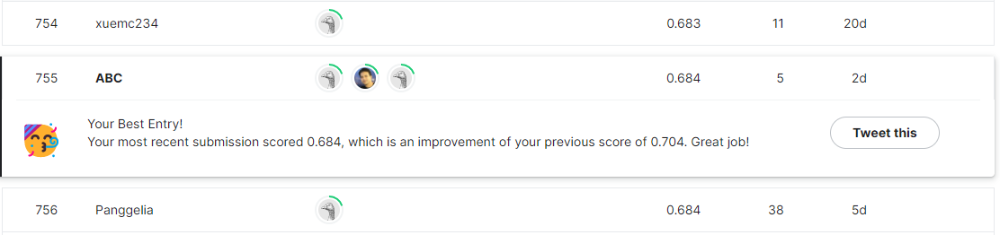 754 xuemc234 0.683 11 20d
755 ABC 0.684 5 2d
Your Best Entry!
Your most recent submission scored 0.684, which is an improvement of your previous score of 0.704. Great job!
Tweet this
756 Panggelia 0.684 38 5d